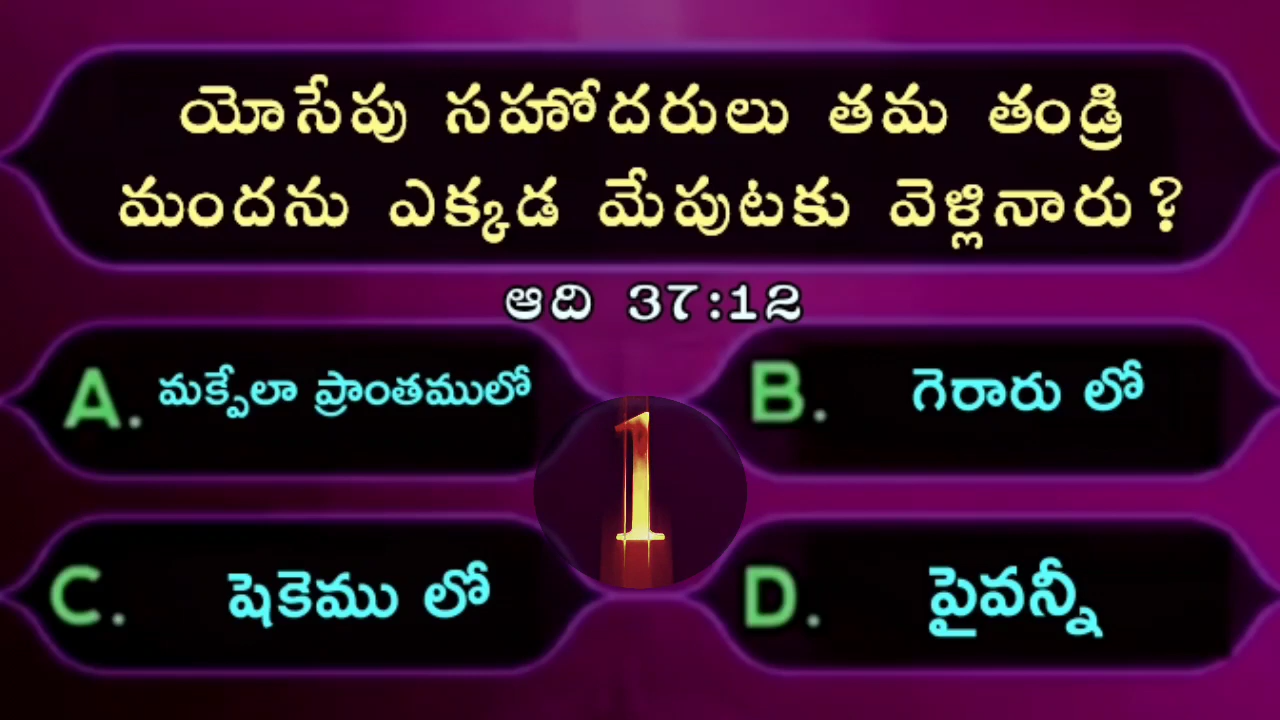 యోసేపు సహోదరులు తమ తండ్రి
మందను ఎక్కడ మేపుటకు వెళ్లినారు?
ఆది 37:12
A. మక్పేలా ప్రాంతములో
B. గెరారు లో
1
C. షెకెము లో
D. పైవన్నీ